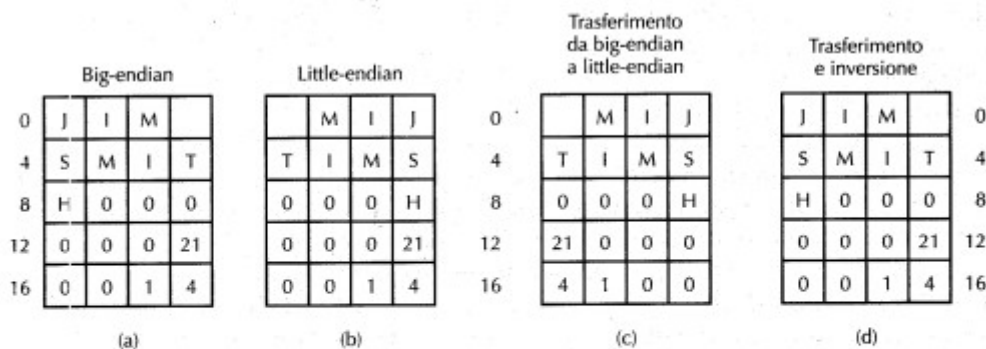 Big-endian
0 J I M
4 S M I T
8 H 0 0 0
12 0 0 0 21
16 0 0 1 4
(a)
Little-endian
M I J
T I M S
0 0 0 H
0 0 0 21
0 0 1 4
(b)
Trasferimento
da big-endian
a little-endian
0 M I J
4 T I M S
8 0 0 0 H
12 21 0 0 0
16 4 1 0 0
(c)
Trasferimento
e inversione
J I M 0
S M I T 4
H 0 0 0 8
0 0 0 21 12
0 0 1 4 16
(d)